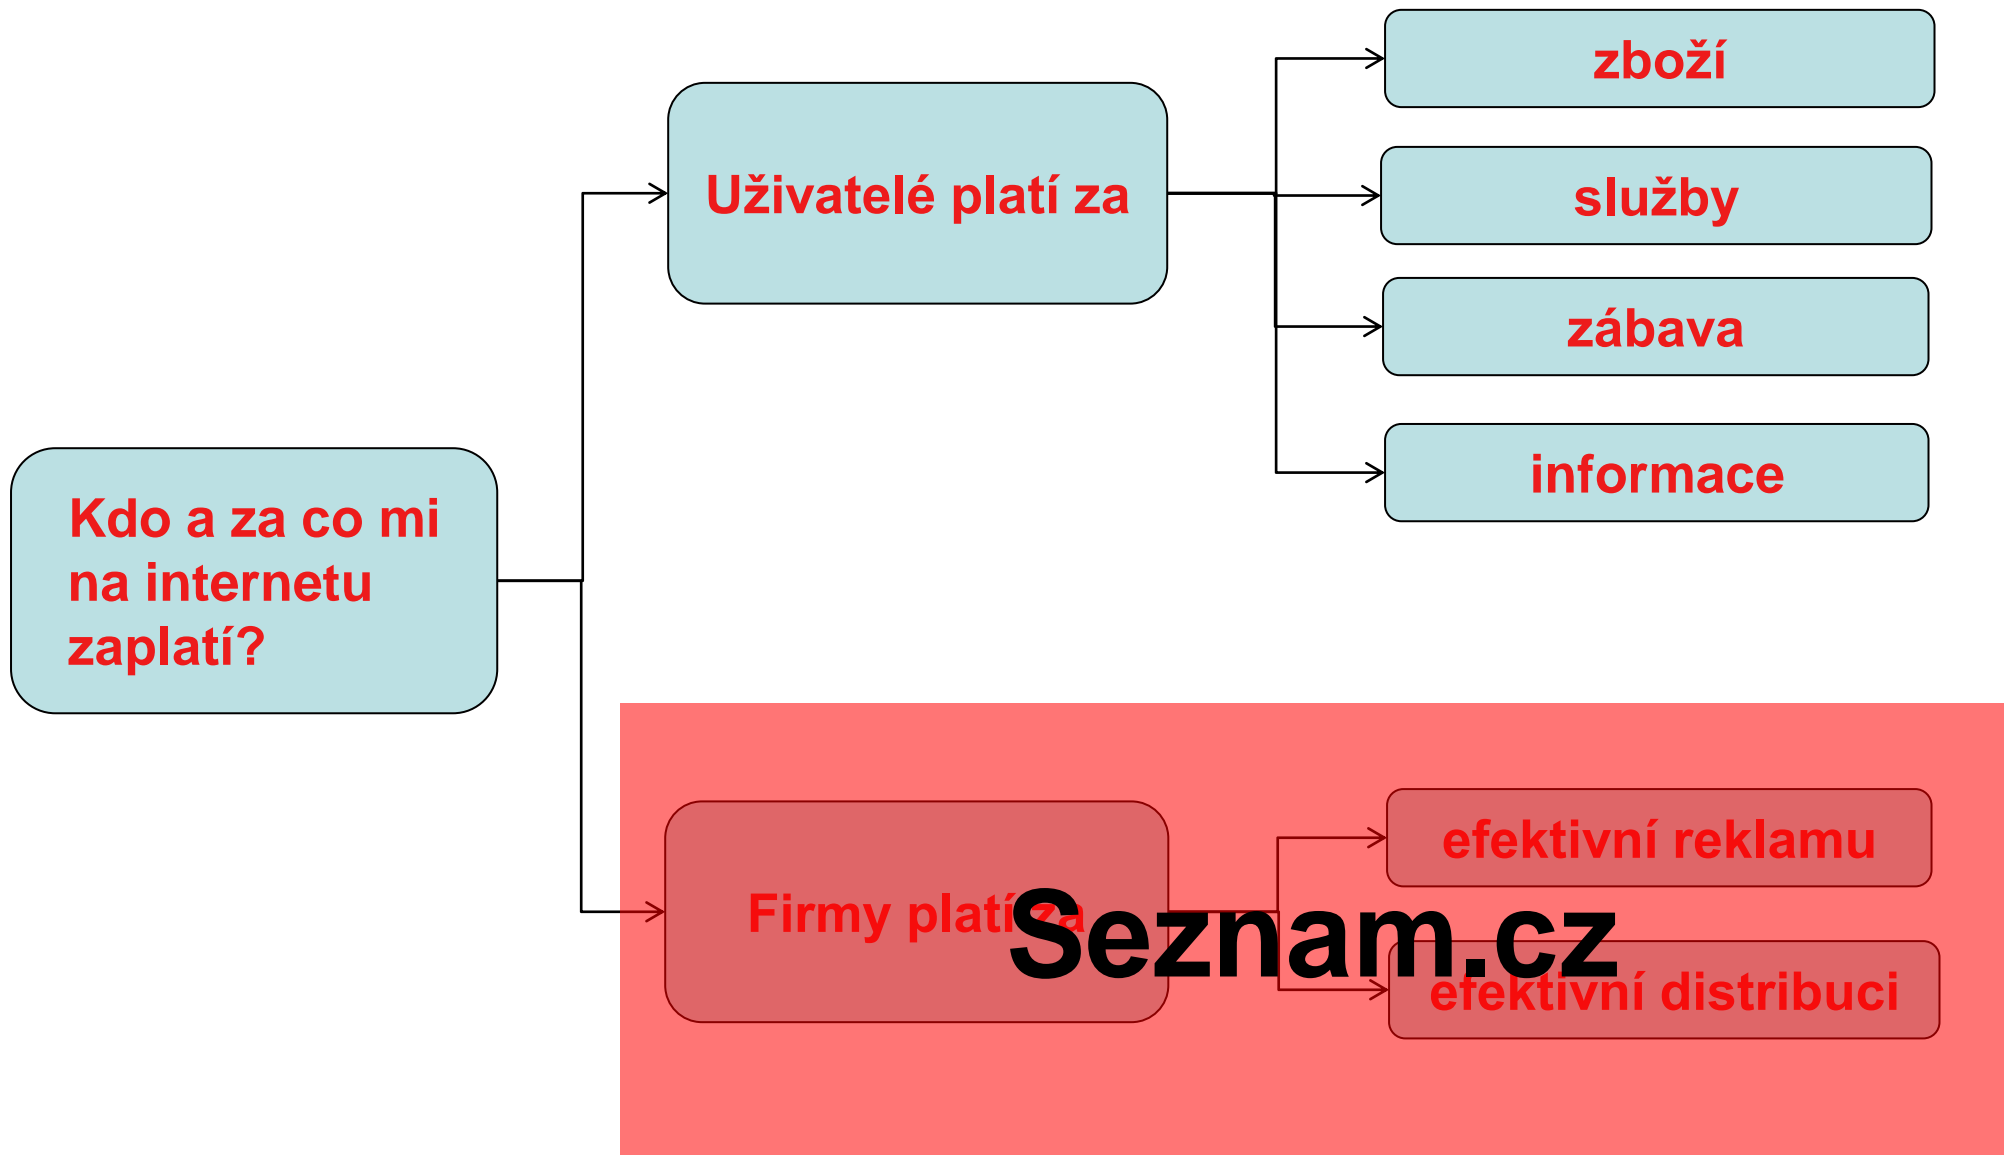 Kdo a za co mi
na internetu
zaplatí?
Uživatelé platí za
zboží
služby
zábava
informace
Firmy platí za
efektivní reklamu
efektivní distribuci
Seznam.cz